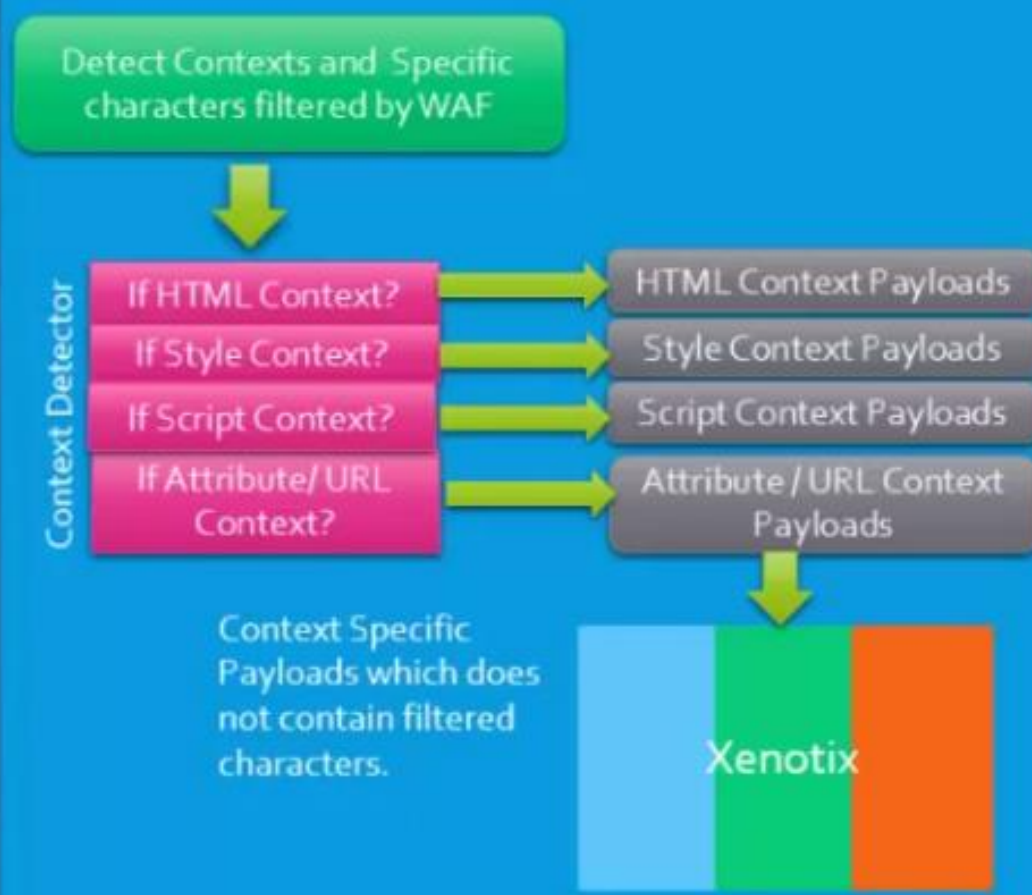 Detect Contexts and Specific
characters filtered by WAF
Context Detector
If HTML Context?
HTML Context Payloads
If Style Context?
Style Context Payloads
If Script Context?
Script Context Payloads
If Attribute/ URL
Context?
Attribute / URL Context
Payloads
Context Specific
Payloads which does
not contain filtered
characters.
Xenotix